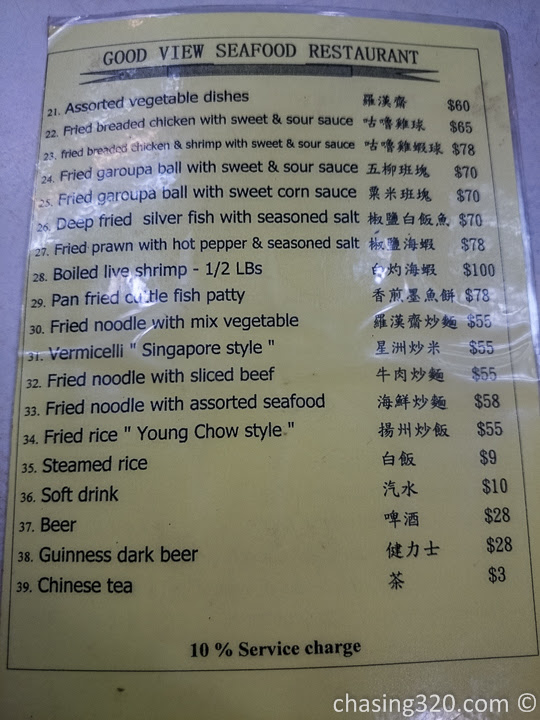 GOOD VIEW SEAFOOD RESTAURANT
21. Assorted vegetable dishes 羅漢齋 $60
22. Fried breaded chicken with sweet & sour sauce 咕嚕雞球 $65
23. fried breaded chicken & shrimp with sweet & sour sauce 咕嚕雞蝦球 $78
24. Fried garoupa ball with sweet & sour sauce 五柳班塊 $70
25. Fried garoupa ball with sweet corn sauce 粟米班塊 $70
26. Deep fried silver fish with seasoned salt 椒鹽白飯魚 $70
27. Fried prawn with hot pepper & seasoned salt 椒鹽海蝦 $78
28. Boiled live shrimp - 1/2 LBs 白灼海蝦 $100
29. Pan fried cuttle fish patty 香煎墨魚餅 $78
30. Fried noodle with mix vegetable 羅漢齋炒麵 $55
31. Vermicelli " Singapore style " 星洲炒米 $55
32. Fried noodle with sliced beef 牛肉炒麵 $55
33. Fried noodle with assorted seafood 海鮮炒麵 $58
34. Fried rice " Young Chow style " 揚州炒飯 $55
35. Steamed rice 白飯 $9
36. Soft drink 汽水 $10
37. Beer 啤酒 $28
38. Guinness dark beer 健力士 $28
39. Chinese tea 茶 $3
10 % Service charge
chasing320.com ©